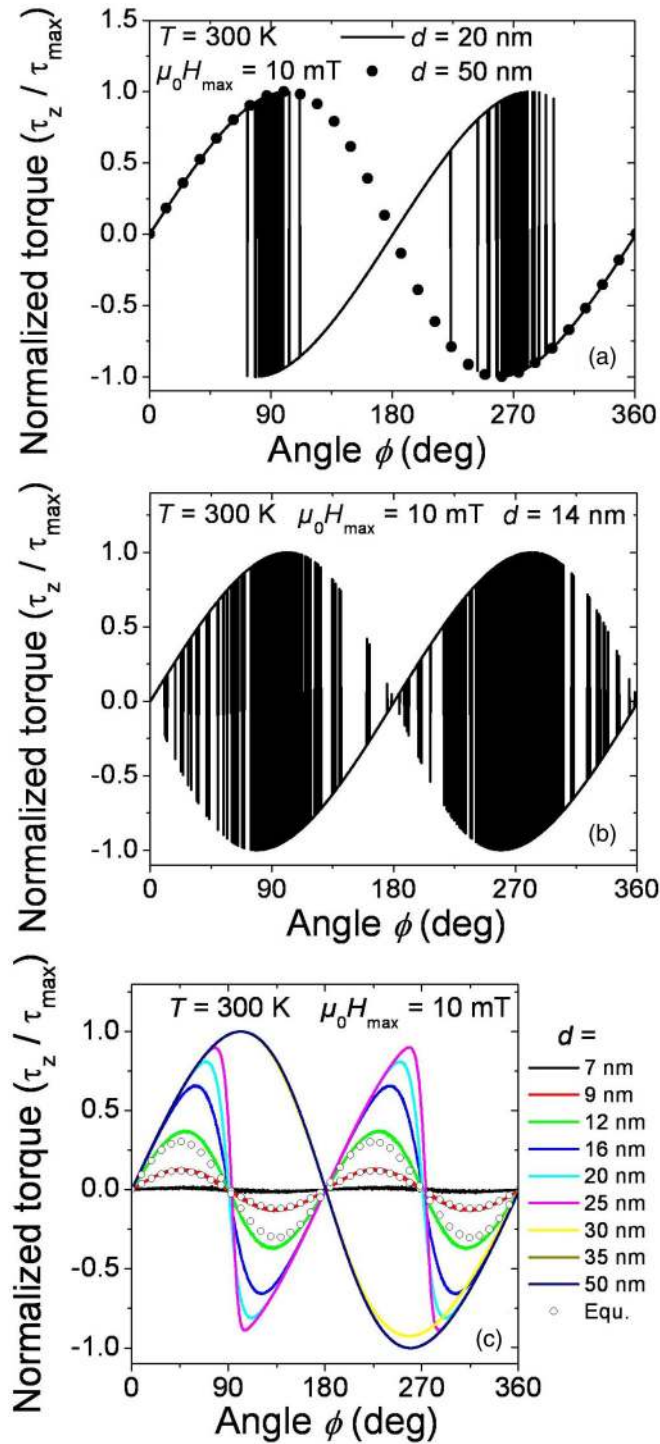 T = 300 K — d = 20 nm
μ₀Hmax = 10 mT ● d = 50 nm
Normalized torque (τz / τmax)
1.0
0.5
0.0
-0.5
-1.0
(a)
0 90 180 270 360
Angle ϕ (deg)
T = 300 K μ₀Hmax = 10 mT d = 14 nm
Normalized torque (τz / τmax)
1.0
0.5
0.0
-0.5
-1.0
(b)
0 90 180 270 360
Angle ϕ (deg)
T = 300 K μ₀Hmax = 10 mT
Normalized torque (τz / τmax)
1.0
0.5
0.0
-0.5
-1.0
(c)
0 90 180 270 360
Angle ϕ (deg)
d =
7 nm
9 nm
12 nm
16 nm
20 nm
25 nm
30 nm
35 nm
50 nm
Equ.